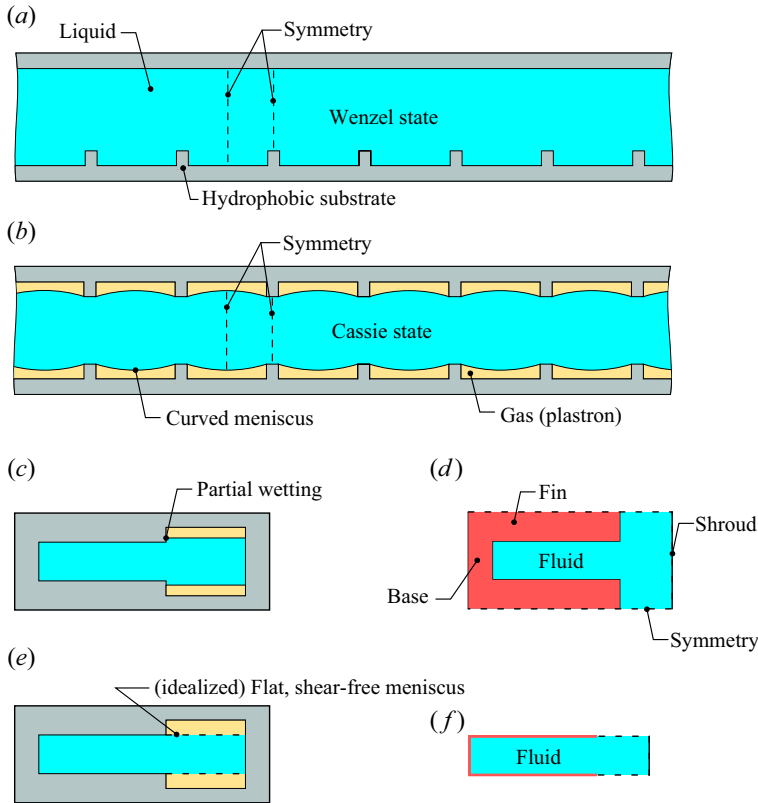 (a)
Liquid
Symmetry
Wenzel state
Hydrophobic substrate
(b)
Symmetry
Cassie state
Curved meniscus
Gas (plastron)
(c)
Partial wetting
(d)
Fin
Shroud
Fluid
Base
Symmetry
(e)
(idealized) Flat, shear-free meniscus
(f)
Fluid